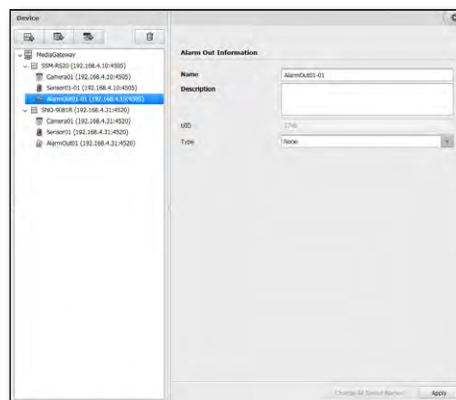 Device
MediaGateway
SSM-RS20 (192.168.4.10:4505)
Camera01 (192.168.4.10:4505)
Sensor01-01 (192.168.4.10:4505)
AlarmOut01-01 (192.168.4.10:4505)
SNO-9081R (192.168.4.31:4520)
Camera01 (192.168.4.31:4520)
Sensor01 (192.168.4.31:4520)
AlarmOut01 (192.168.4.31:4520)
Alarm Out Information
Name AlarmOut01-01
Description
UID
Type None
Change All Device Names Apply